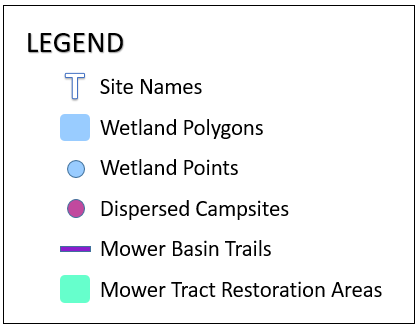 LEGEND
T Site Names
Wetland Polygons
Wetland Points
Dispersed Campsites
Mower Basin Trails
Mower Tract Restoration Areas